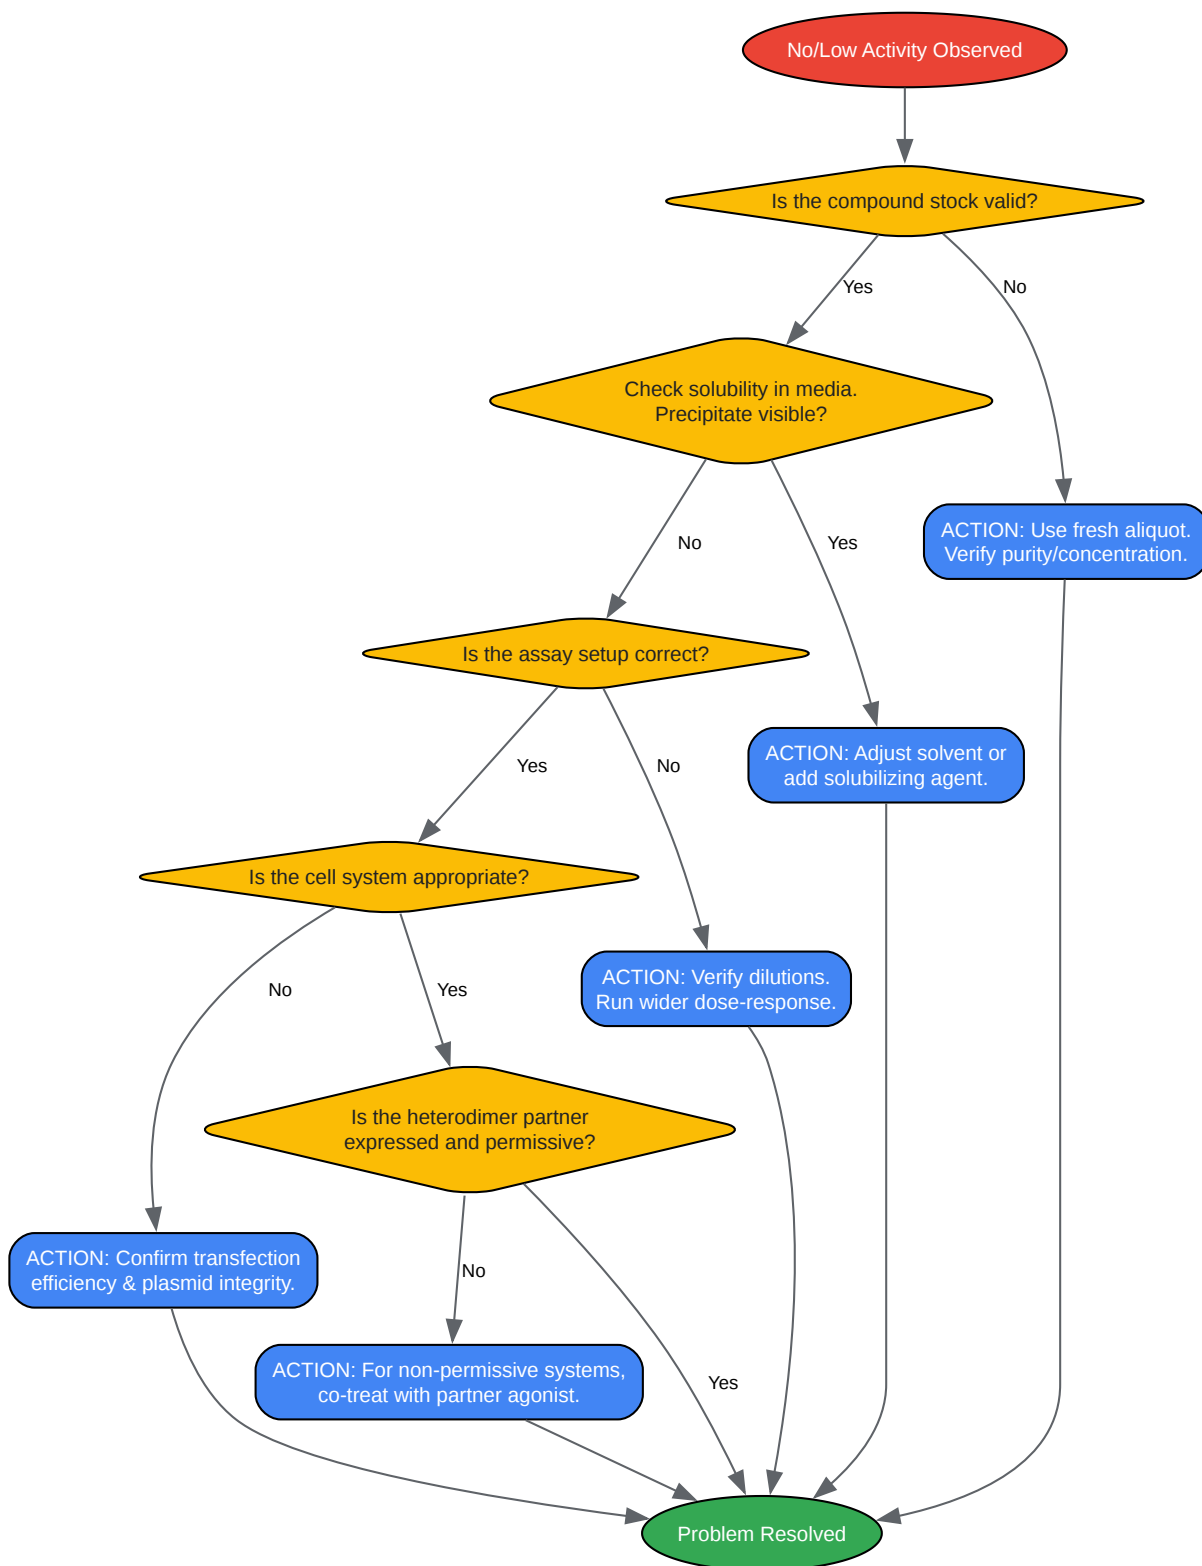 No/Low Activity Observed
Is the compound stock valid?
Yes
No
Check solubility in media.
Precipitate visible?
No
Yes
ACTION: Use fresh aliquot.
Verify purity/concentration.
Is the assay setup correct?
Yes
No
ACTION: Adjust solvent or
add solubilizing agent.
Is the cell system appropriate?
No
Yes
ACTION: Verify dilutions.
Run wider dose-response.
Is the heterodimer partner
expressed and permissive?
ACTION: Confirm transfection
efficiency & plasmid integrity.
No
Yes
ACTION: For non-permissive systems,
co-treat with partner agonist.
Problem Resolved